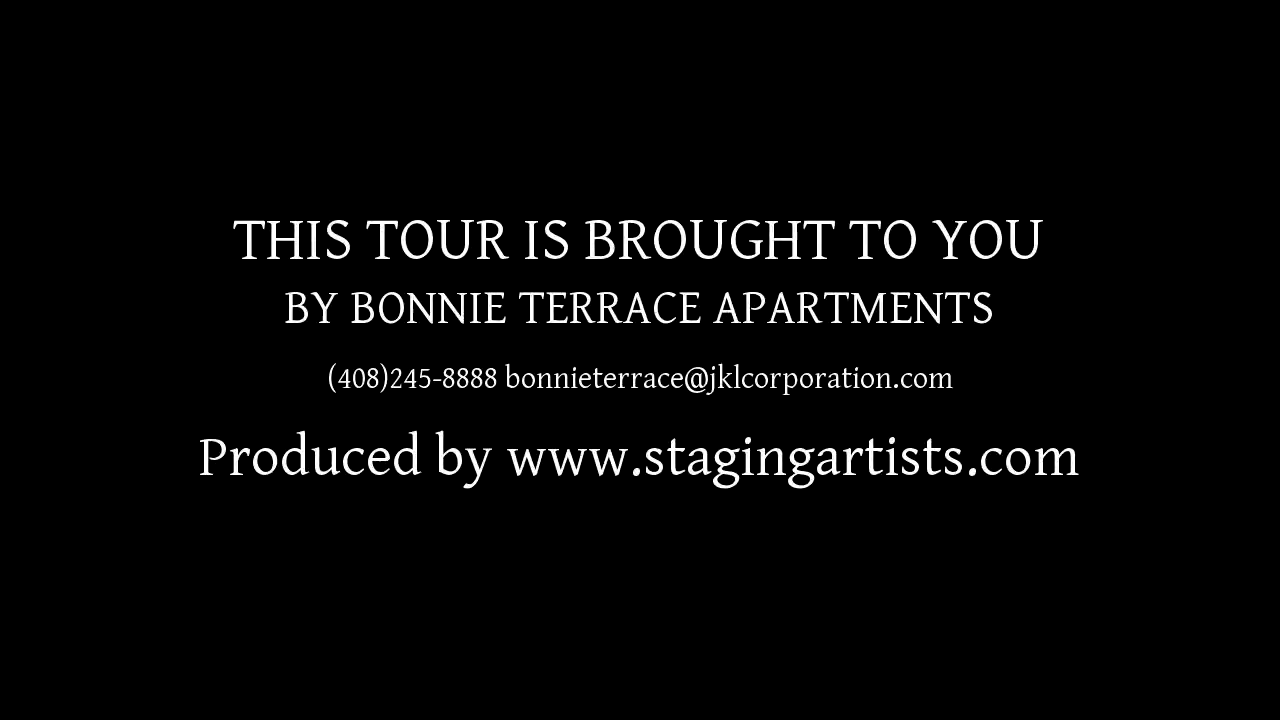 THIS TOUR IS BROUGHT TO YOU
BY BONNIE TERRACE APARTMENTS
(408)245-8888 bonnieterrace@jklcorporation.com
Produced by www.stagingartists.com